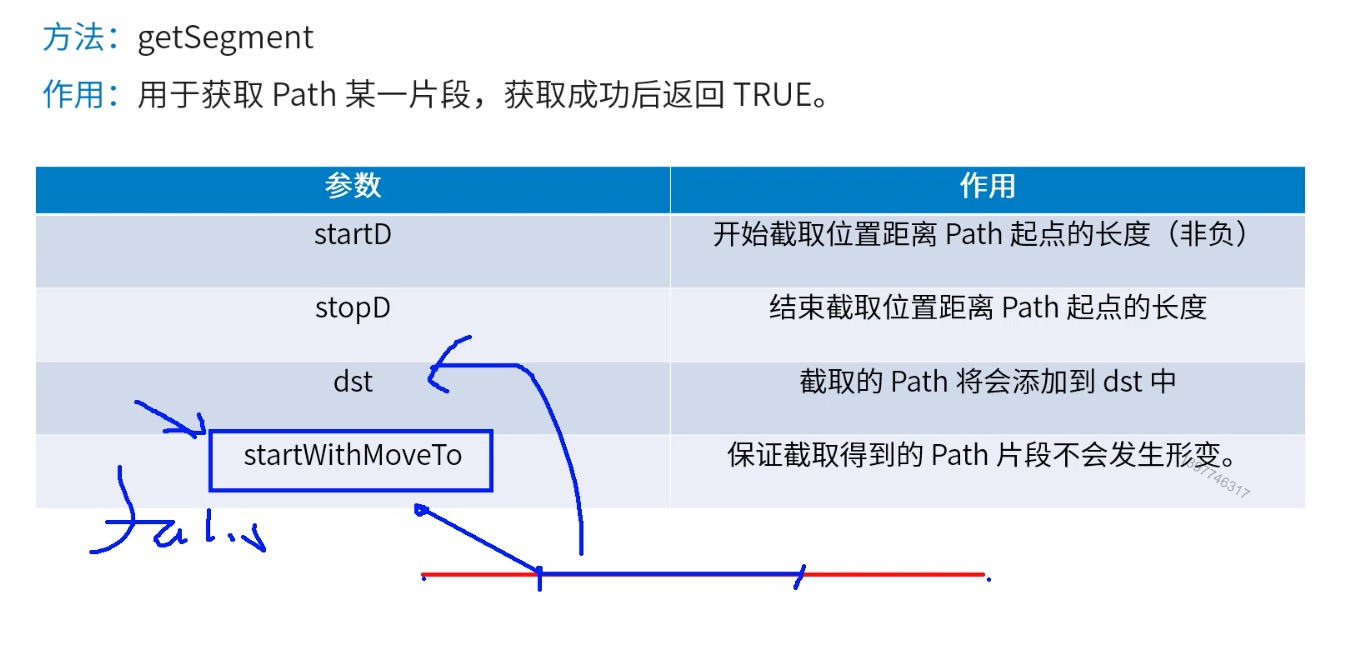 方法：getSegment
作用：用于获取 Path 某一片段，获取成功后返回 TRUE。
参数 作用
startD 开始截取位置距离 Path 起点的长度（非负）
stopD 结束截取位置距离 Path 起点的长度
dst 截取的 Path 将会添加到 dst 中
startWithMoveTo 保证截取得到的 Path 片段不会发生形变。